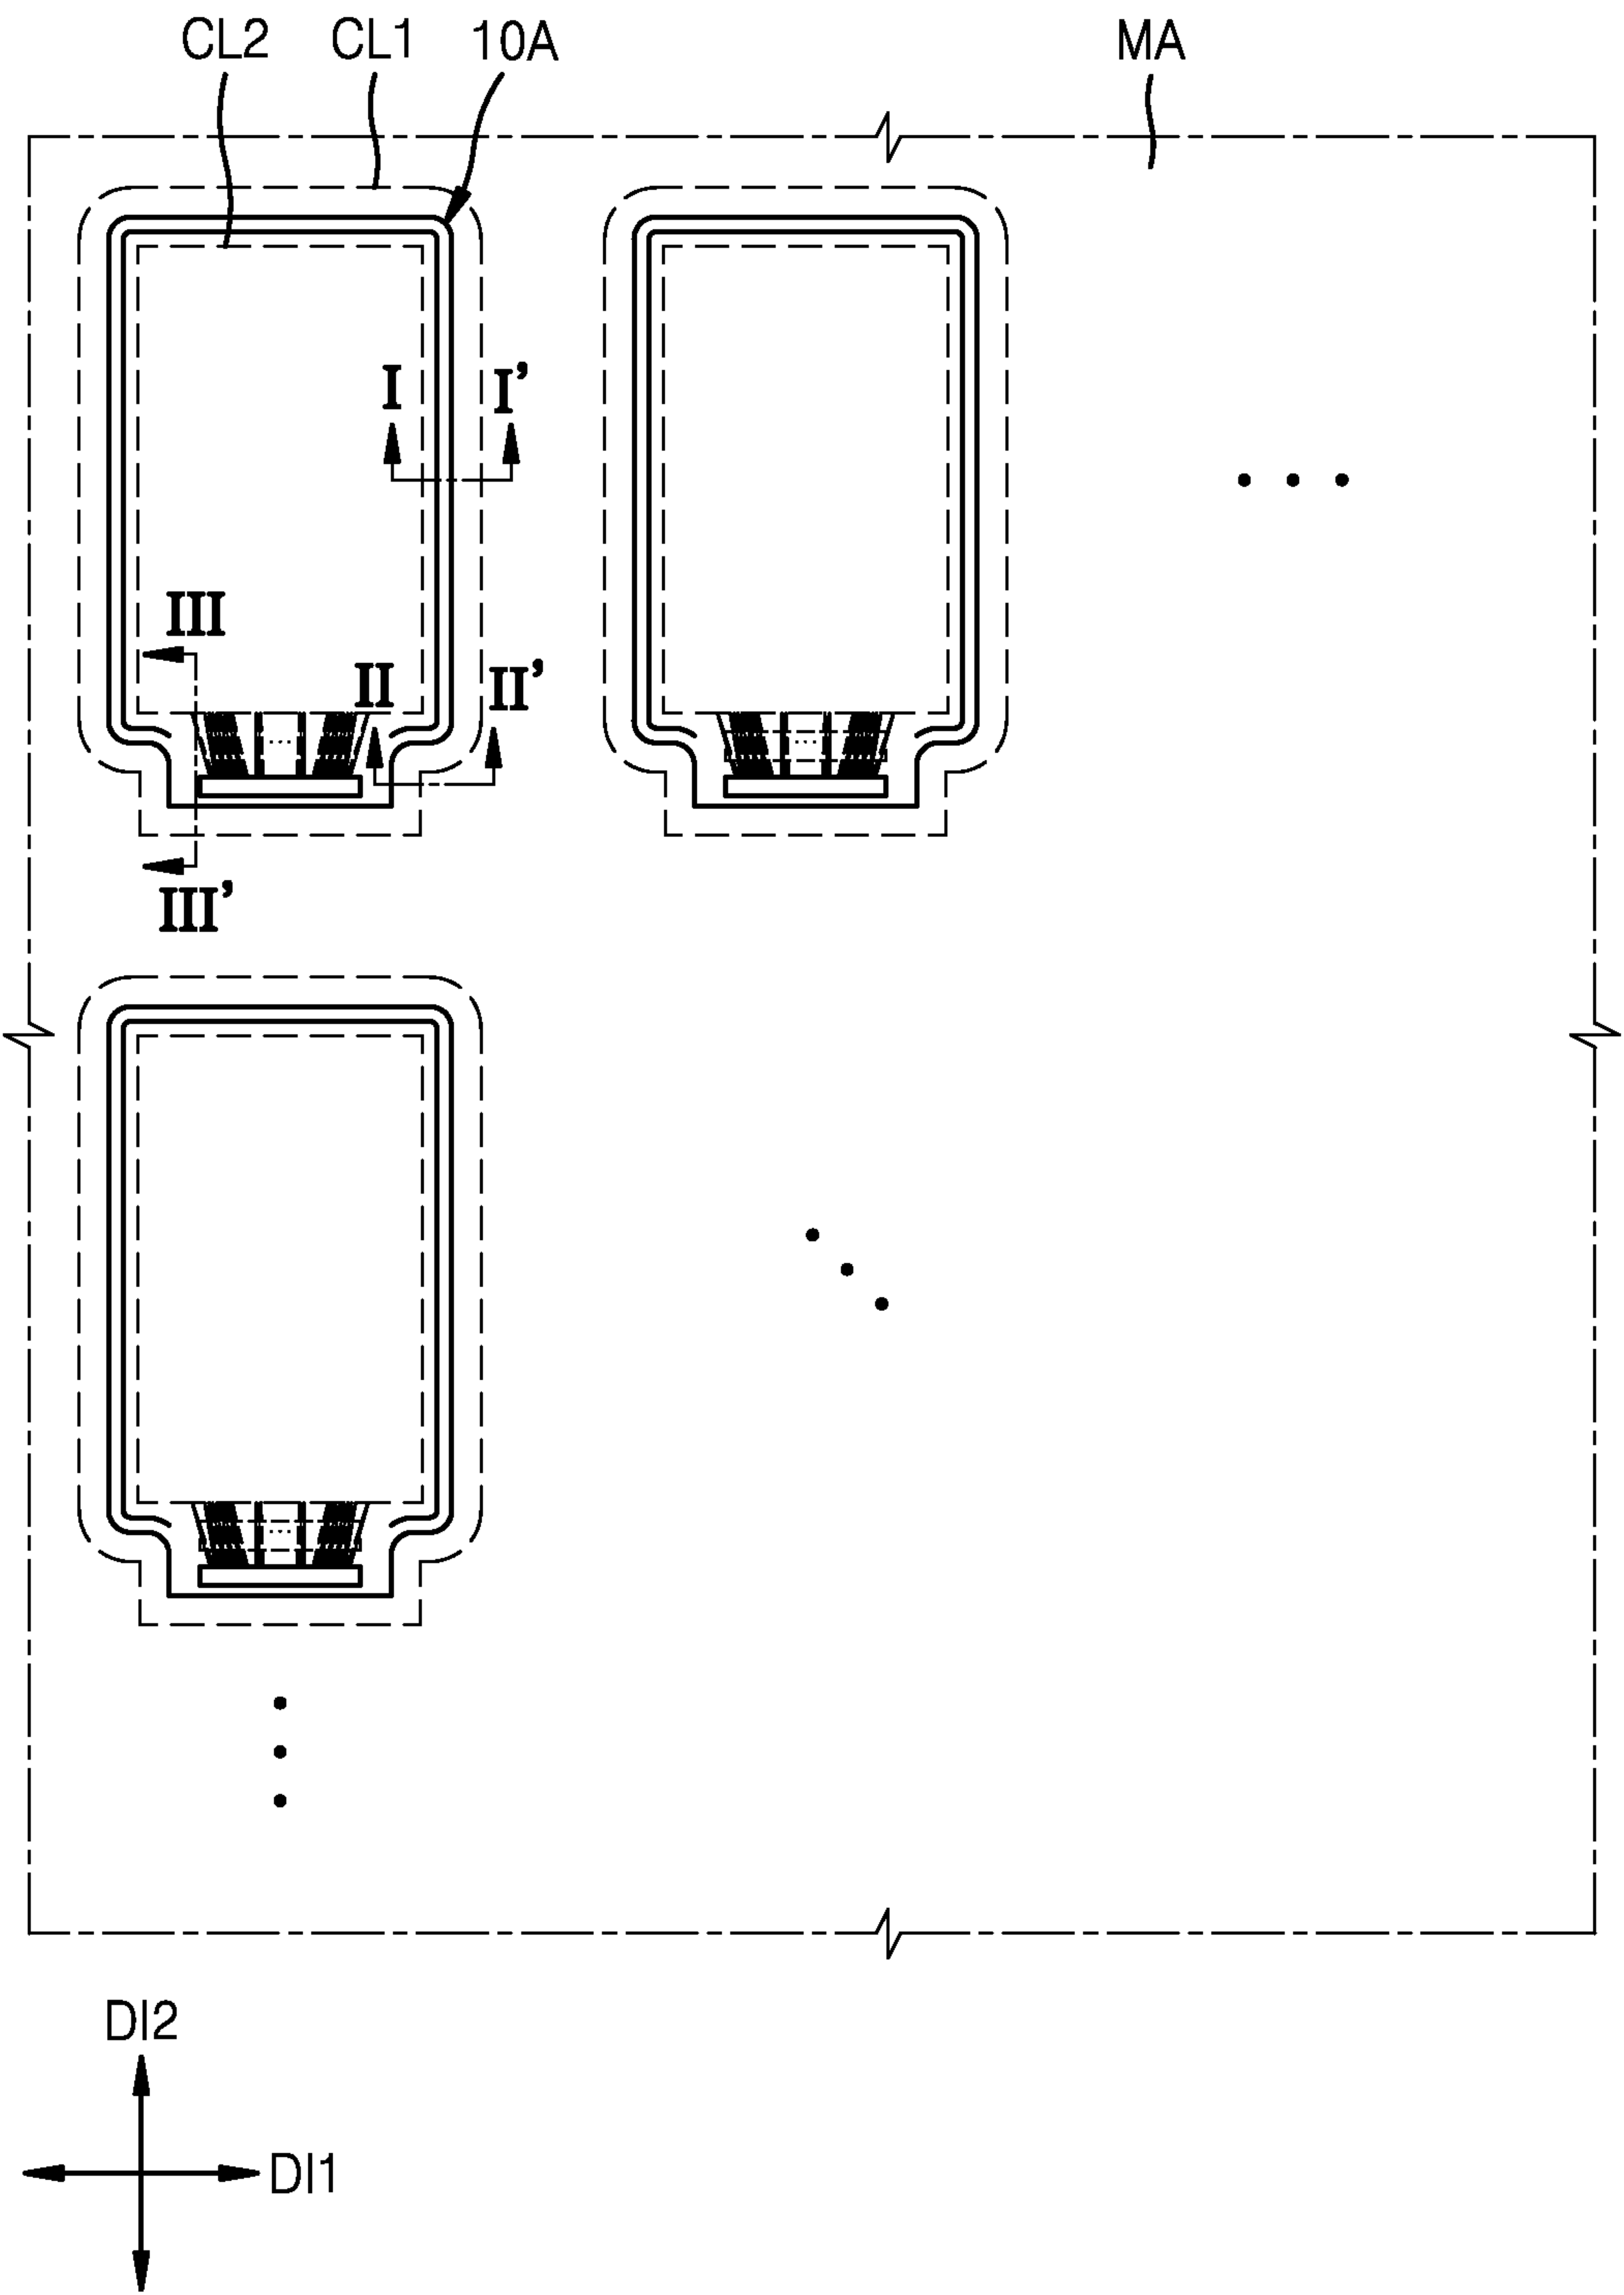 CL2 CL1 10A MA
I I’
III
II II’
III’
DI2
DI1